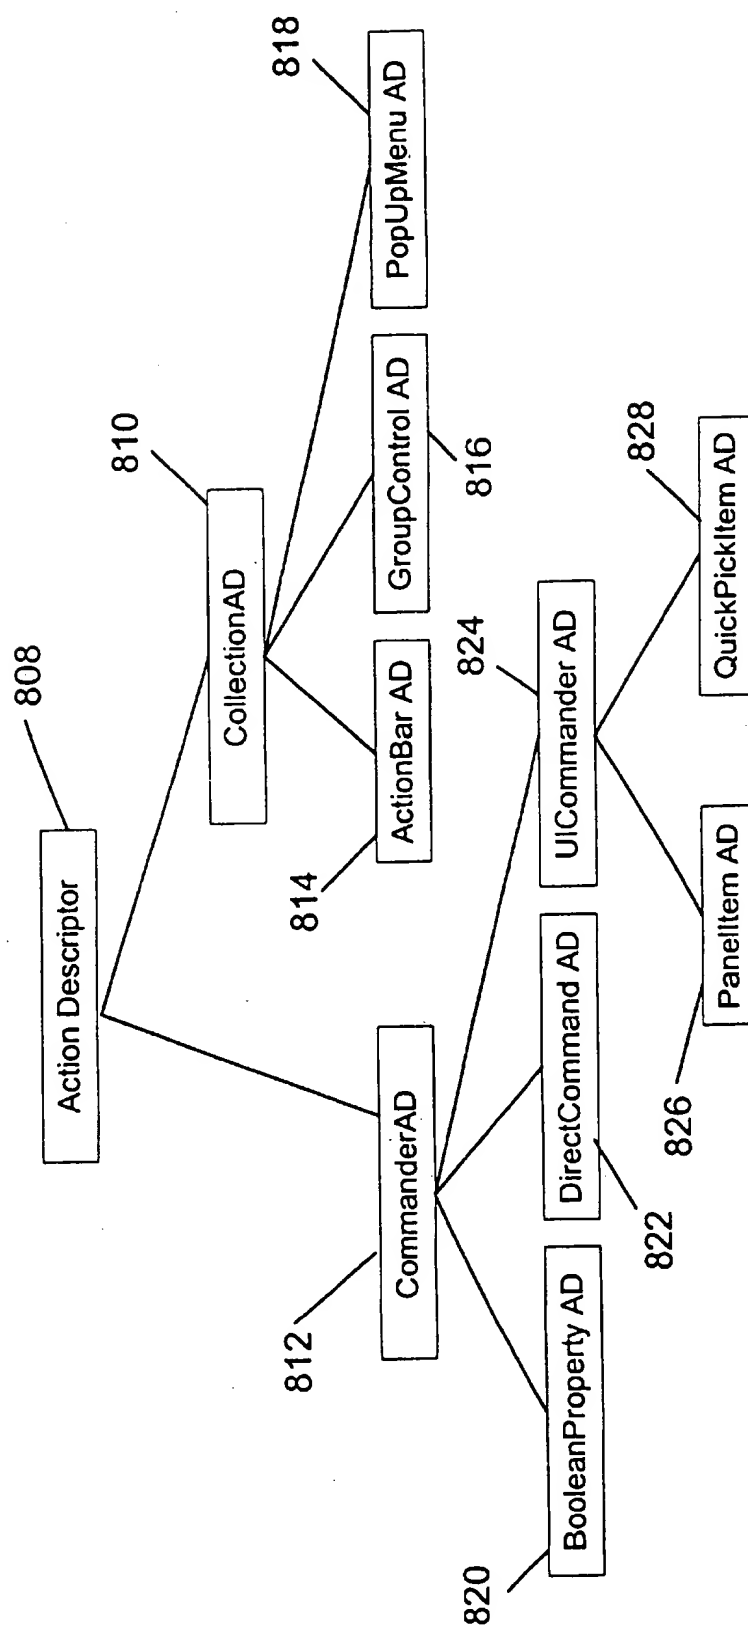 808
Action Descriptor
810
CollectionAD
818
812
CommanderAD
814
ActionBar AD
GroupControl AD
816
PopUpMenu AD
824
820
BooleanProperty AD
DirectCommand AD
822
UICommander AD
828
826
PanelItem AD
QuickPickItem AD